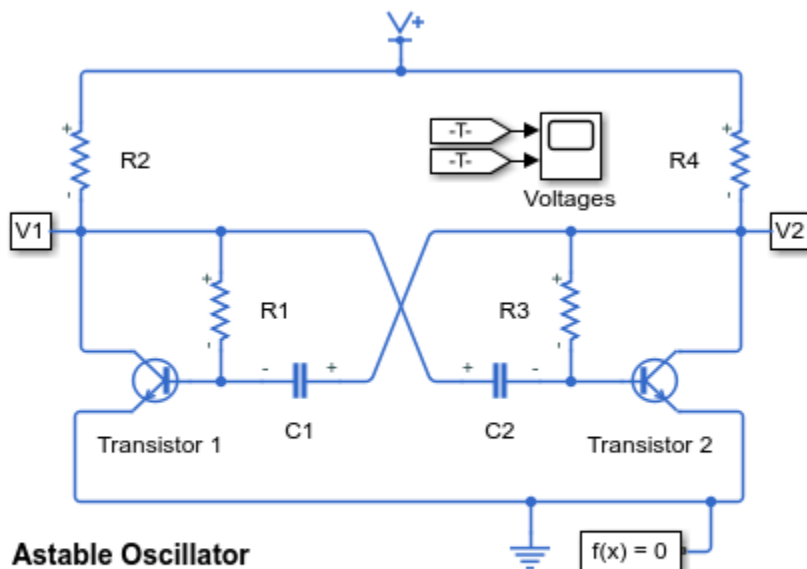 V+
+
+
R2
-T-
-T-
R4
-
Voltages
-
V1
V2
+
+
R1
R3
-
-
-
+
+
-
C1
C2
Transistor 1
Transistor 2
Astable Oscillator
f(x) = 0